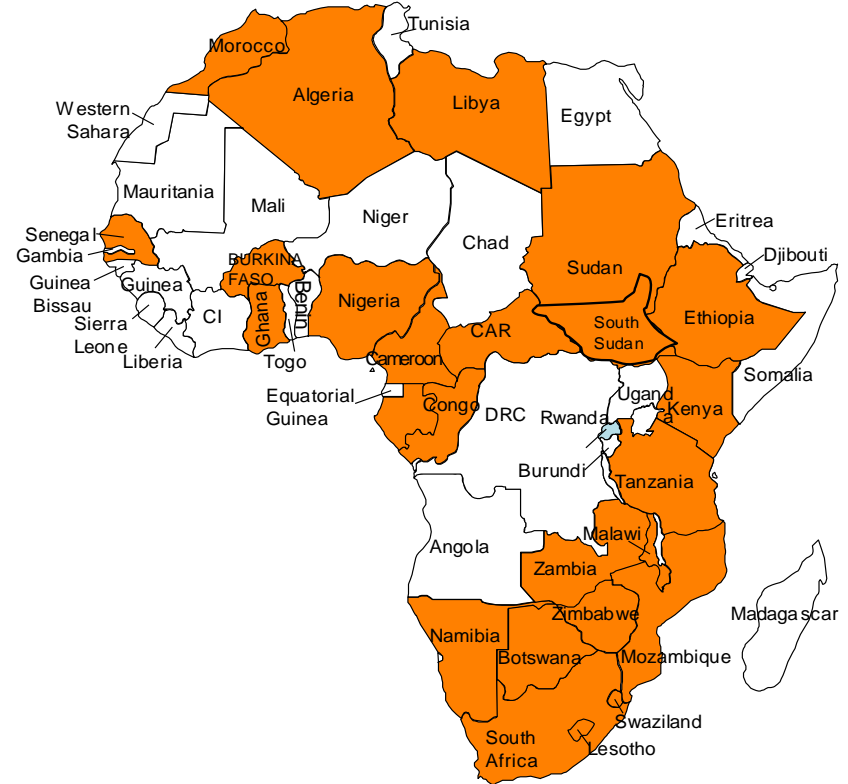 Tunisia
Morocco
Algeria
Libya
Egypt
Western
Sahara
Mauritania
Mali
Niger
Chad
Sudan
Eritrea
Djibouti
Senegal
Gambia
Guinea
Bissau
Guinea
Sierra
Leone
Liberia
CI
BURKINA
FASO
Ghana
Togo
Benin
Nigeria
Cameroon
CAR
South
Sudan
Ethiopia
Somalia
Equatorial
Guinea
Congo
DRC
Uganda
Kenya
Rwanda
Burundi
Tanzania
Angola
Malawi
Zambia
Zimbabwe
Mozambique
Madagascar
Namibia
Botswana
Swaziland
Lesotho
South
Africa